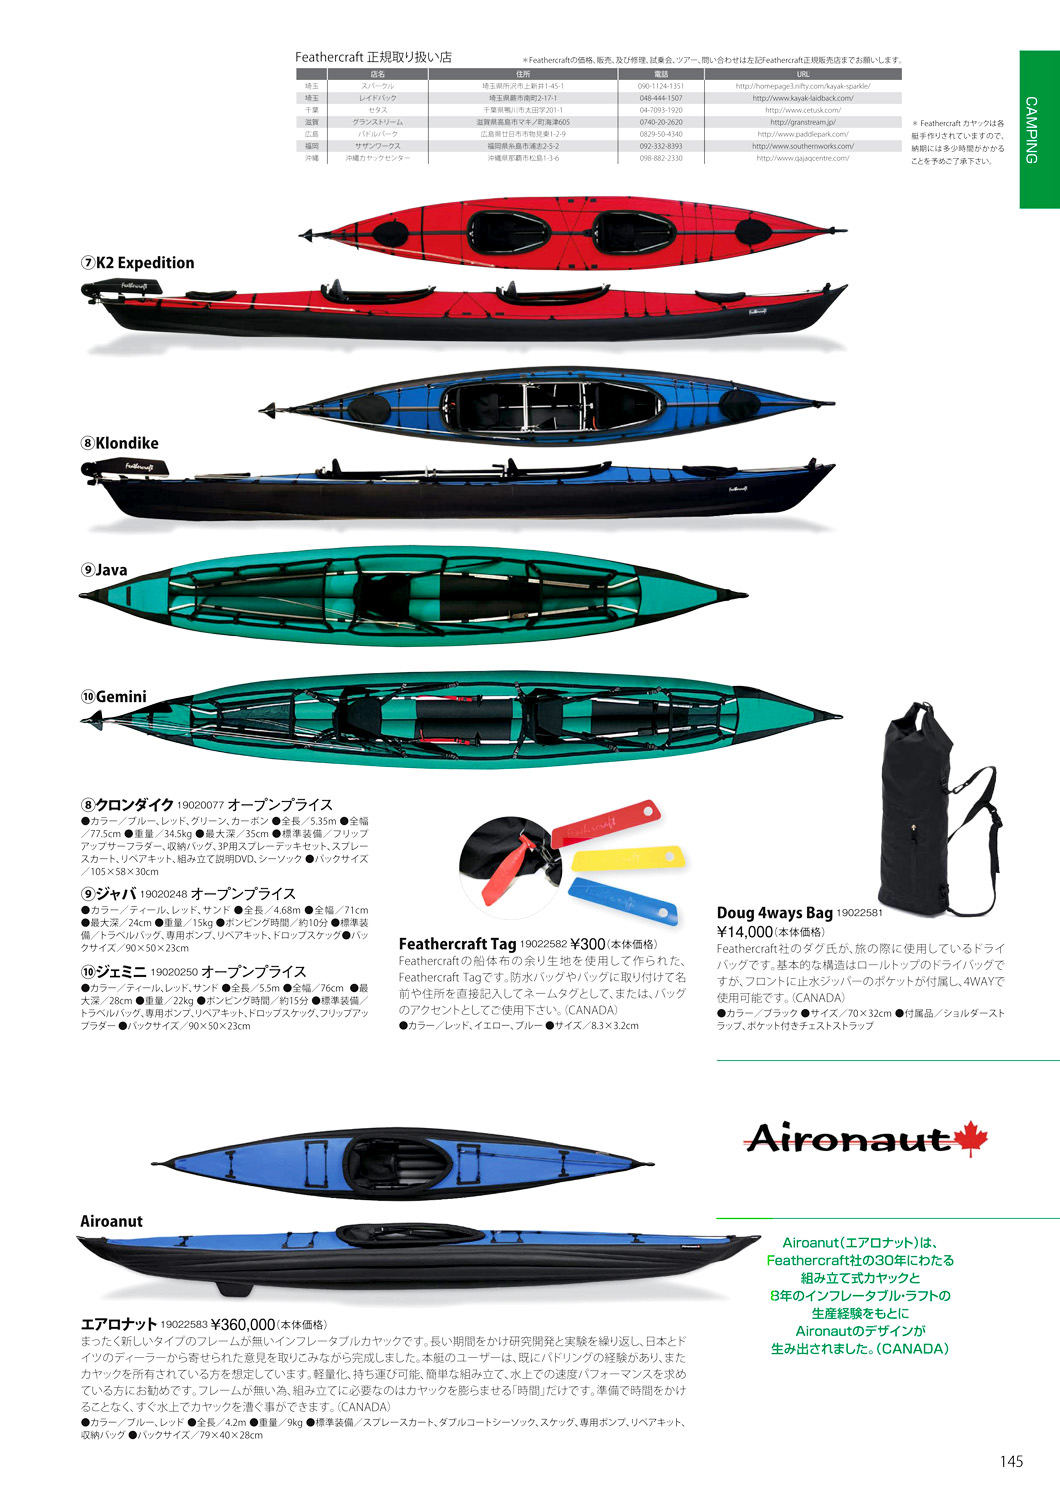 Feathercraft 正規取り扱い店
＊Feathercraftの価格、販売、及び修理、試乗会、ツアー、問い合わせは左記Feathercraft正規販売店までお願いします。
店名 住所 電話 URL
埼玉 スパークル 埼玉県所沢市上新井1-45-1 090-1124-1351 http://homepage3.nifty.com/kayak-sparkle/
埼玉 レイドバック 埼玉県蕨市南町2-17-1 048-444-1507 http://www.kayak-laidback.com/
千葉 セタス 千葉県鴨川市太田学201-1 04-7093-1920 http://www.cetusk.com/
滋賀 グランストリーム 滋賀県高島市マキノ町海津605 0740-20-2620 http://granstream.jp/
広島 パドルパーク 広島県廿日市市物見東1-2-9 0829-50-4340 http://www.paddlepark.com/
福岡 サザンワークス 福岡県糸島市浦志2-5-2 092-332-8393 http://www.southernworks.com/
沖縄 沖縄カヤックセンター 沖縄県那覇市松島1-3-6 098-882-2330 http://www.qajaqcentre.com/
＊ Feathercraft カヤックは各
艇手作りされていますので、
納期には多少時間がかかる
ことを予めご了承下さい。
CAMPING
⑦K2 Expedition
Feathercraft
Feathercraft
⑧Klondike
Feathercraft
Feathercraft
⑨Java
⑩Gemini
⑧クロンダイク 19020077 オープンプライス
●カラー／ブルー、レッド、グリーン、カーボン ●全長／5.35m ●全幅
／77.5cm ●重量／34.5kg ●最大深／35cm ●標準装備／フリップ
アップサーフラダー、収納バッグ、3P用スプレーデッキセット、スプレー
スカート、リペアキット、組み立て説明DVD、シーソック ●パックサイズ
／105×58×30cm
⑨ジャバ 19020248 オープンプライス
●カラー／ティール、レッド、サンド ●全長／4.68m ●全幅／71cm
●最大深／24cm ●重量／15kg ●ポンピング時間／約10分 ●標準装
備／トラベルバッグ、専用ポンプ、リペアキット、ドロップスケッグ●パッ
クサイズ／90×50×23cm
⑩ジェミニ 19020250 オープンプライス
●カラー／ティール、レッド、サンド ●全長／5.5m ●全幅／76cm ●最
大深／28cm ●重量／22kg ●ポンピング時間／約15分 ●標準装備／
トラベルバッグ、専用ポンプ、リペアキット、ドロップスケッグ、フリップアッ
プラダー ●パックサイズ／90×50×23cm
Feathercraft Tag 19022582 ¥300（本体価格）
Feathercraftの船体布の余り生地を使用して作られた、
Feathercraft Tagです。防水バッグやバッグに取り付けて名
前や住所を直接記入してネームタグとして、または、バッグ
のアクセントとしてご使用下さい。（CANADA）
●カラー／レッド、イエロー、ブルー ●サイズ／8.3×3.2cm
Doug 4ways Bag 19022581
¥14,000（本体価格）
Feathercraft社のダグ氏が、旅の際に使用しているドライ
バッグです。基本的な構造はロールトップのドライバッグで
すが、フロントに止水ジッパーのポケットが付属し、4WAYで
使用可能です。（CANADA）
●カラー／ブラック ●サイズ／70×32cm ●付属品／ショルダースト
ラップ、ポケット付きチェストストラップ
Aironaut
Airoanut
Airoanut（エアロナット）は、
Feathercraft社の30年にわたる
組み立て式カヤックと
8年のインフレータブル・ラフトの
生産経験をもとに
Aironautのデザインが
生み出されました。（CANADA）
エアロナット 19022583 ¥360,000（本体価格）
まったく新しいタイプのフレームが無いインフレータブルカヤックです。長い期間をかけ研究開発と実験を繰り返し、日本とド
イツのディーラーから寄せられた意見を取りこみながら完成しました。本艇のユーザーは、既にパドリングの経験があり、また
カヤックを所有されている方を想定しています。軽量化、持ち運び可能、簡単な組み立て、水上での速度パフォーマンスを求め
ている方にお勧めです。フレームが無い為、組み立てに必要なのはカヤックを膨らませる「時間」だけです。準備で時間をかけ
ることなく、すぐ水上でカヤックを漕ぐ事ができます。（CANADA）
●カラー／ブルー、レッド ●全長／4.2m ●重量／9kg ●標準装備／スプレースカート、ダブルコートシーソック、スケッグ、専用ポンプ、リペアキット、
収納バッグ ●パックサイズ／79×40×28cm
145